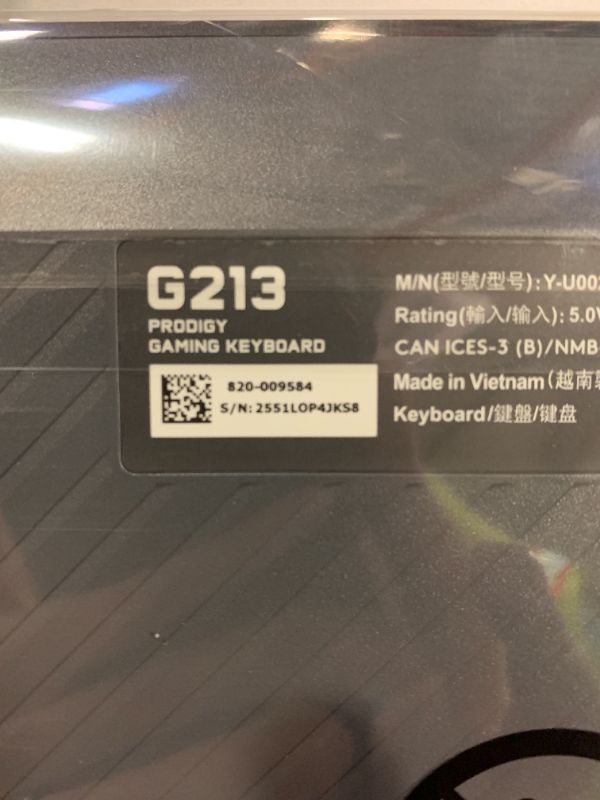 G213
PRODIGY
GAMING KEYBOARD
820-009584
S/N: 2551LOP4JKS8
M/N(型號/型号): Y-U002
Rating(輸入/输入): 5.0V
CAN ICES-3 (B)/NMB-
Made in Vietnam (越南製
Keyboard/鍵盤/键盘